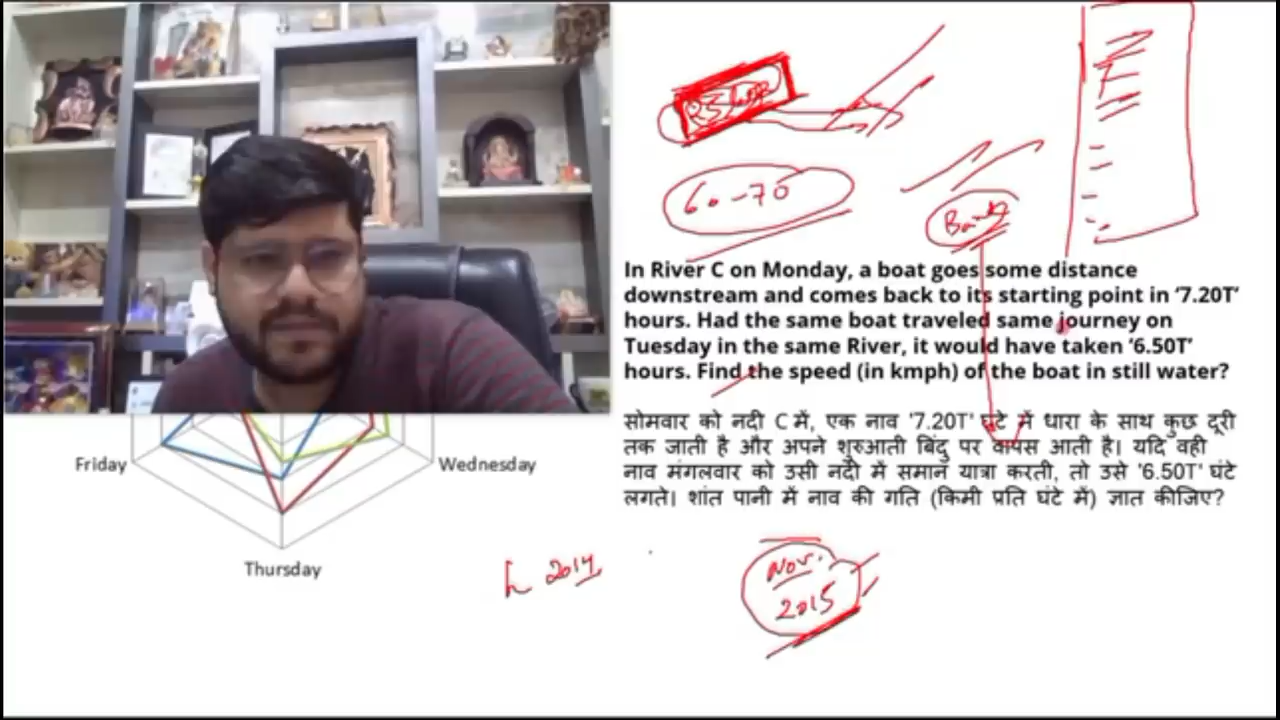 60-70
Bank
In River C on Monday, a boat goes some distance
downstream and comes back to its starting point in ‘7.20T’
hours. Had the same boat traveled same journey on
Tuesday in the same River, it would have taken ‘6.50T’
hours. Find the speed (in kmph) of the boat in still water?
सोमवार को नदी C में, एक नाव '7.20T' घंटे में धारा के साथ कुछ दूरी
तक जाती है और अपने शुरुआती बिंदु पर वापस आती है। यदि वही
नाव मंगलवार को उसी नदी में समान यात्रा करती, तो उसे '6.50T' घंटे
लगते। शांत पानी में नाव की गति (किमी प्रति घंटे में) ज्ञात कीजिए?
Friday
Wednesday
Thursday
2014
Nov.
2015